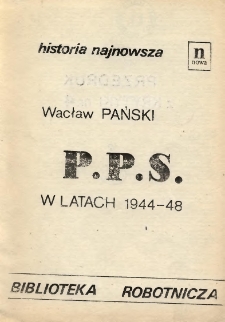 historia najnowsza
n
nowa
Wacław PAŃSKI
P.P.S.
W LATACH 1944-48
BIBLIOTEKA ROBOTNICZA